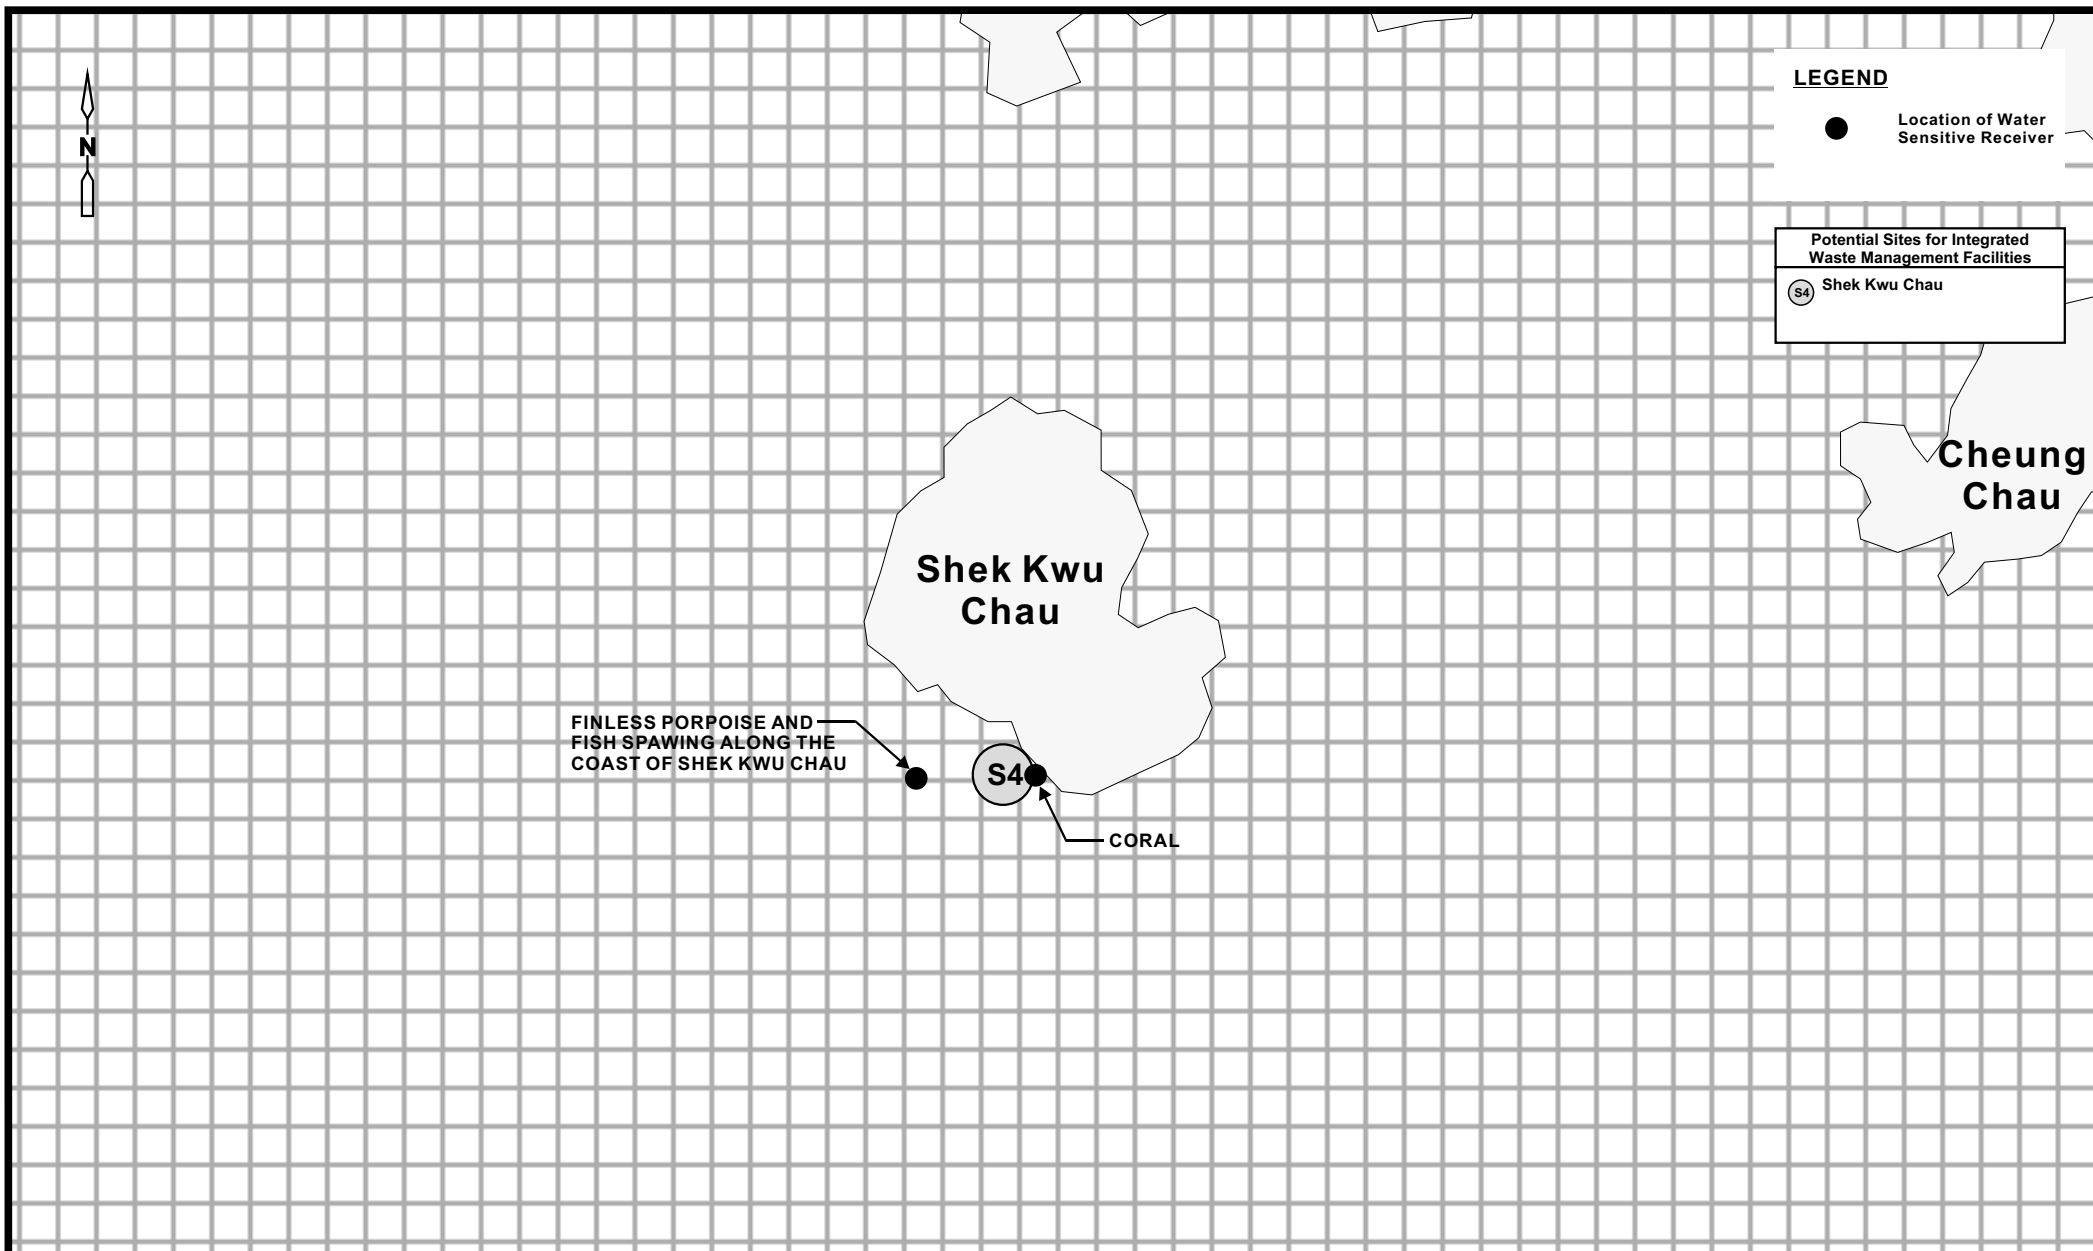 N
LEGEND
Location of Water
Sensitive Receiver
Potential Sites for Integrated
Waste Management Facilities
S4 Shek Kwu Chau
Cheung
Chau
Shek Kwu
Chau
FINLESS PORPOISE AND
FISH SPAWING ALONG THE
COAST OF SHEK KWU CHAU
S4
CORAL